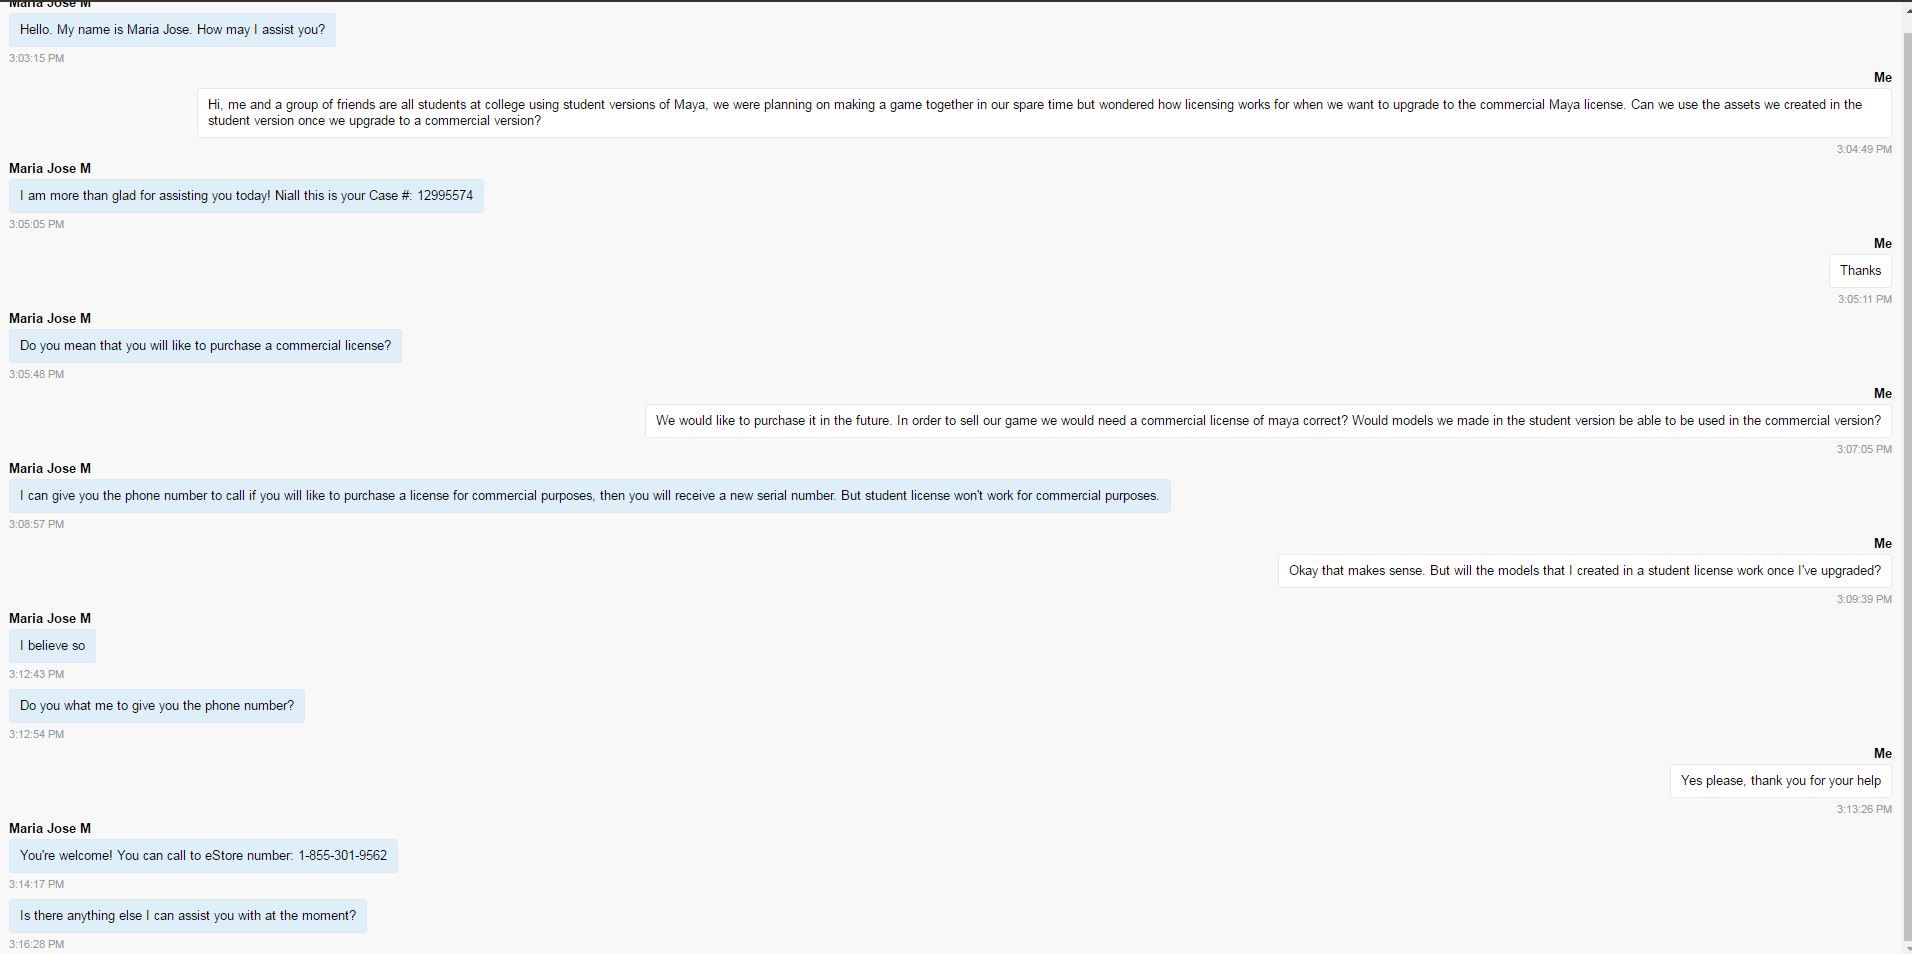 Maria Jose M
Hello. My name is Maria Jose. How may I assist you?
3:03:15 PM
Me
Hi, me and a group of friends are all students at college using student versions of Maya, we were planning on making a game together in our spare time but wondered how licensing works for when we want to upgrade to the commercial Maya license. Can we use the assets we created in the
student version once we upgrade to a commercial version?
3:04:49 PM
Maria Jose M
I am more than glad for assisting you today! Niall this is your Case #: 12995574
3:05:05 PM
Me
Thanks
3:05:11 PM
Maria Jose M
Do you mean that you will like to purchase a commercial license?
3:05:48 PM
Me
We would like to purchase it in the future. In order to sell our game we would need a commercial license of maya correct? Would models we made in the student version be able to be used in the commercial version?
3:07:05 PM
Maria Jose M
I can give you the phone number to call if you will like to purchase a license for commercial purposes, then you will receive a new serial number. But student license won't work for commercial purposes.
3:08:57 PM
Me
Okay that makes sense. But will the models that I created in a student license work once I've upgraded?
3:09:39 PM
Maria Jose M
I believe so
3:12:43 PM
Do you what me to give you the phone number?
3:12:54 PM
Me
Yes please, thank you for your help
3:13:26 PM
Maria Jose M
You're welcome! You can call to eStore number: 1-855-301-9562
3:14:17 PM
Is there anything else I can assist you with at the moment?
3:16:28 PM